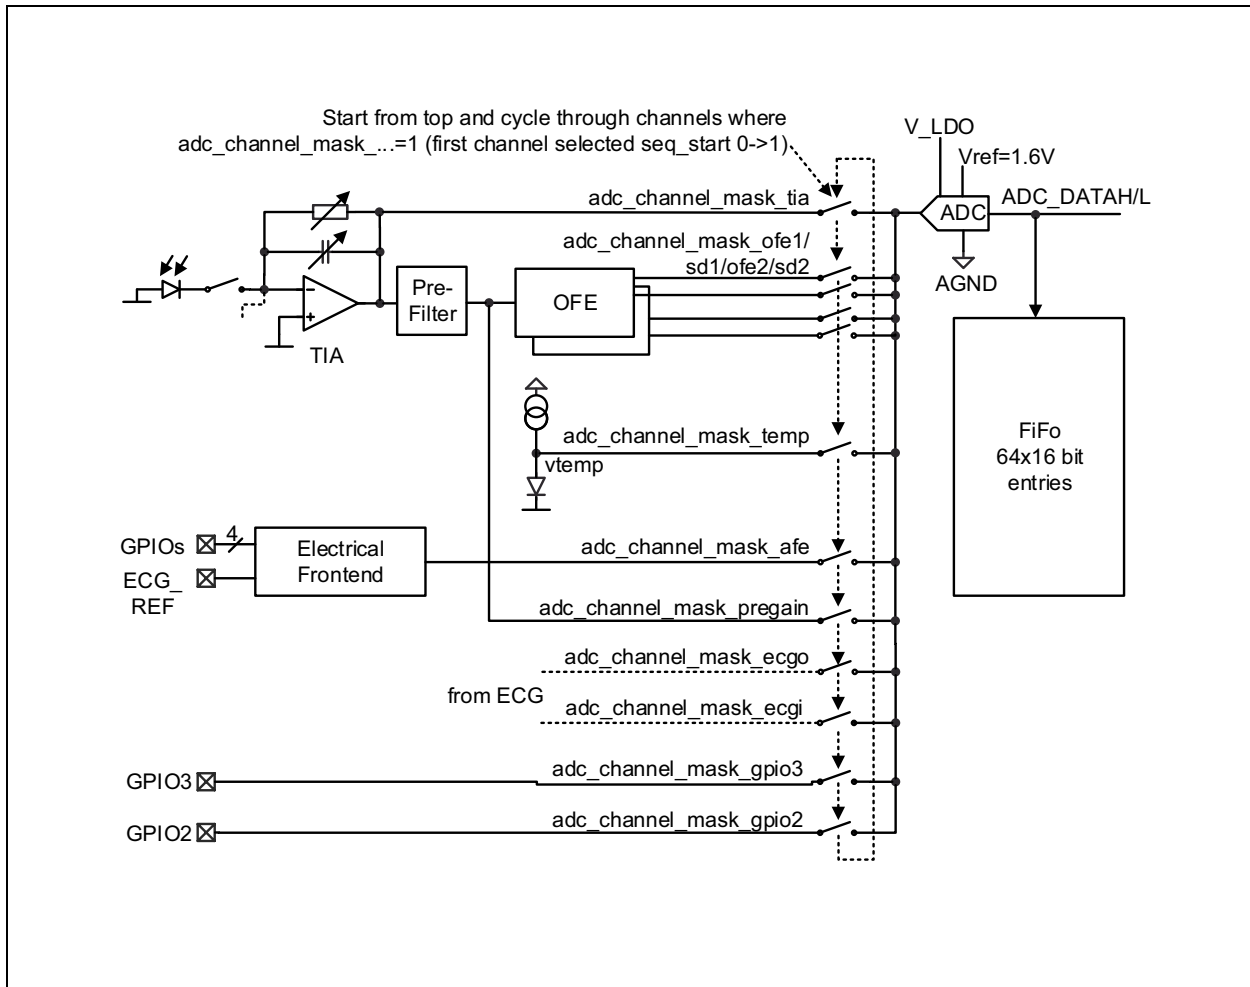 Start from top and cycle through channels where
adc_channel_mask_...=1 (first channel selected seq_start 0->1)
V_LDO
Vref=1.6V
adc_channel_mask_tia
ADC
ADC_DATAH/L
adc_channel_mask_ofe1/
sd1/ofe2/sd2
AGND
Pre-
Filter
OFE
TIA
adc_channel_mask_temp
vtemp
FiFo
64x16 bit
entries
GPIOs
4
ECG_
REF
Electrical
Frontend
adc_channel_mask_afe
adc_channel_mask_pregain
adc_channel_mask_ecgo
from ECG
adc_channel_mask_ecgi
GPIO3
adc_channel_mask_gpio3
GPIO2
adc_channel_mask_gpio2